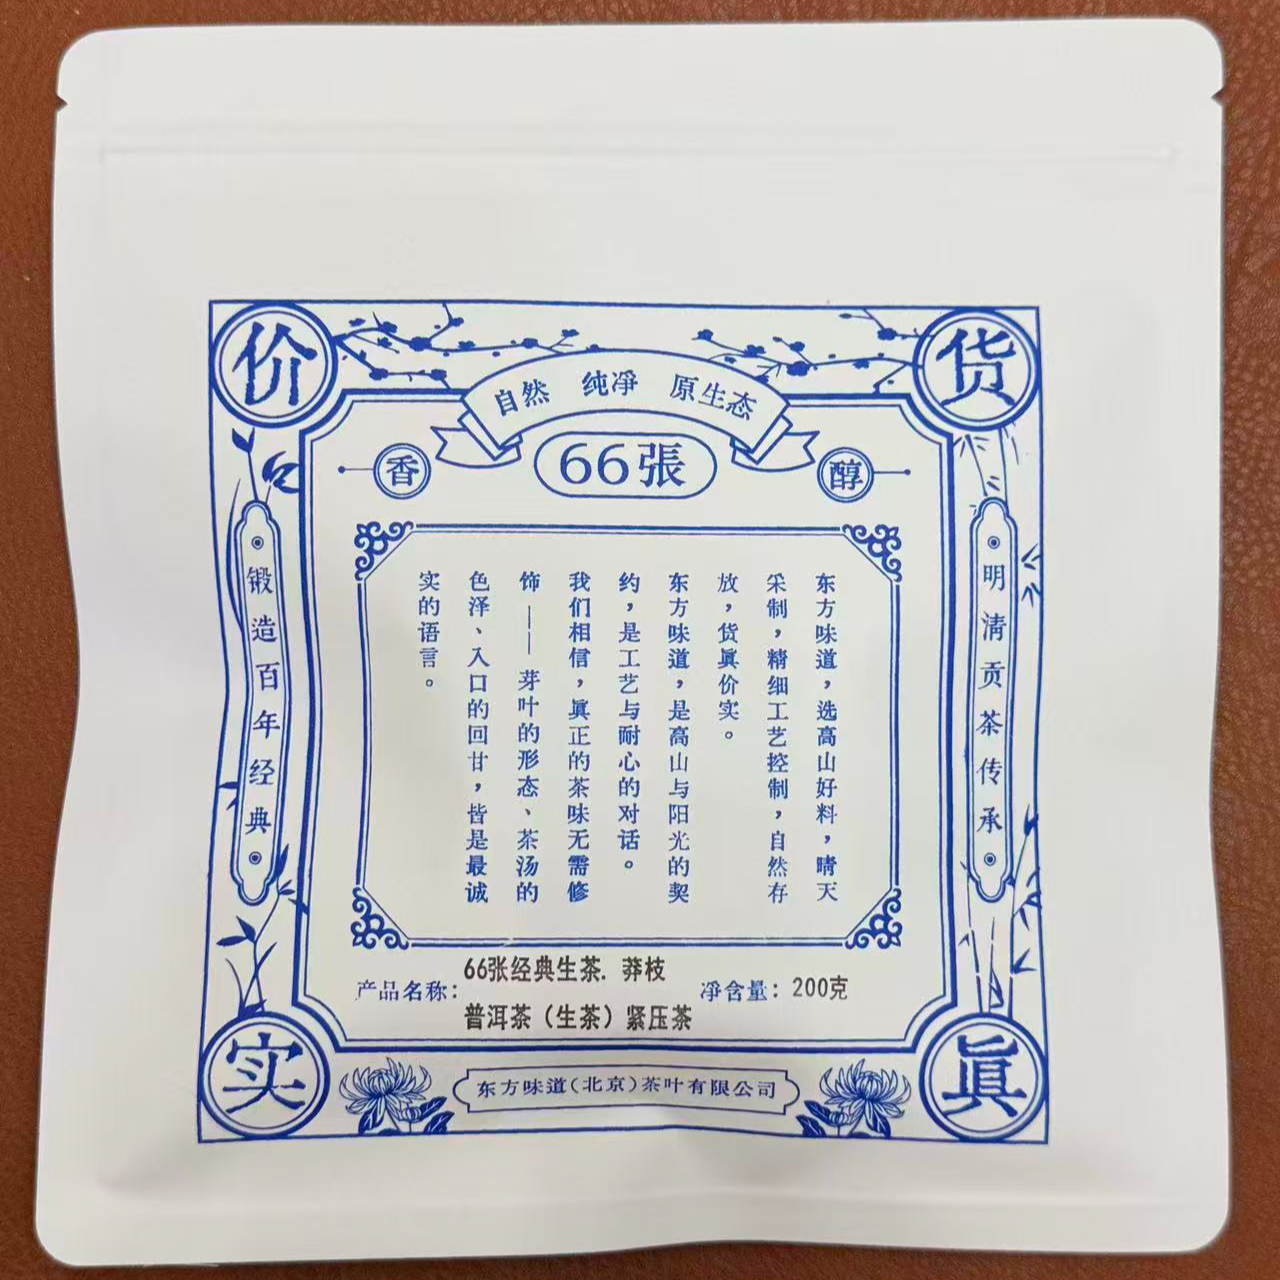 货
真
价
实
自然 纯净 原生态
66張
香
醇
明清贡茶传承
锻造百年经典
东方味道，选高山好料，晴天
采制，精细工艺控制，自然存
放，货真价实。
东方味道，是高山与阳光的契
约，是工艺与耐心的对话。
我们相信，真正的茶味无需修
饰——芽叶的形态、茶汤的
色泽、入口的回甘，皆是最诚
实的语言。
产品名称：66张经典生茶．莽枝
普洱茶（生茶）紧压茶
净含量：200克
东方味道（北京）茶叶有限公司